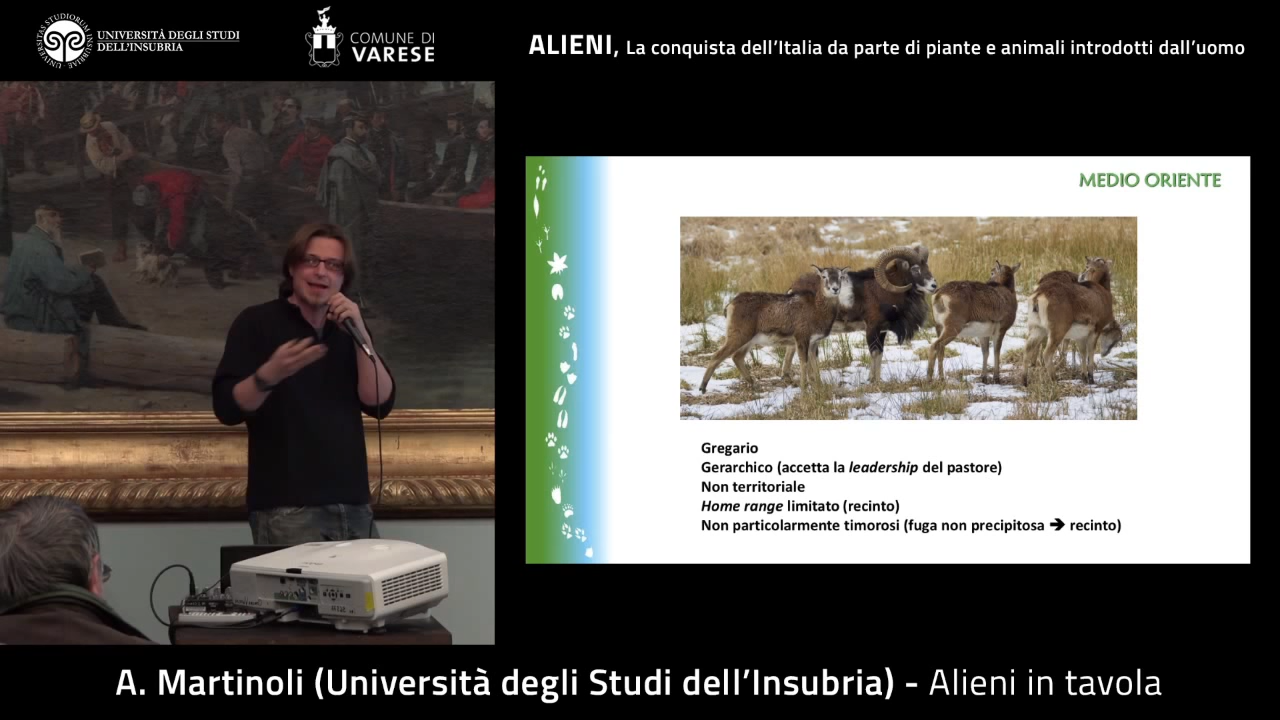 UNIVERSITÀ DEGLI STUDI
DELL'INSUBRIA
COMUNE DI
VARESE
ALIENI, La conquista dell'Italia da parte di piante e animali introdotti dall'uomo
MEDIO ORIENTE
Gregario
Gerarchico (accetta la leadership del pastore)
Non territoriale
Home range limitato (recinto)
Non particolarmente timorosi (fuga non precipitosa ➔ recinto)
A. Martinoli (Università degli Studi dell'Insubria) - Alieni in tavola